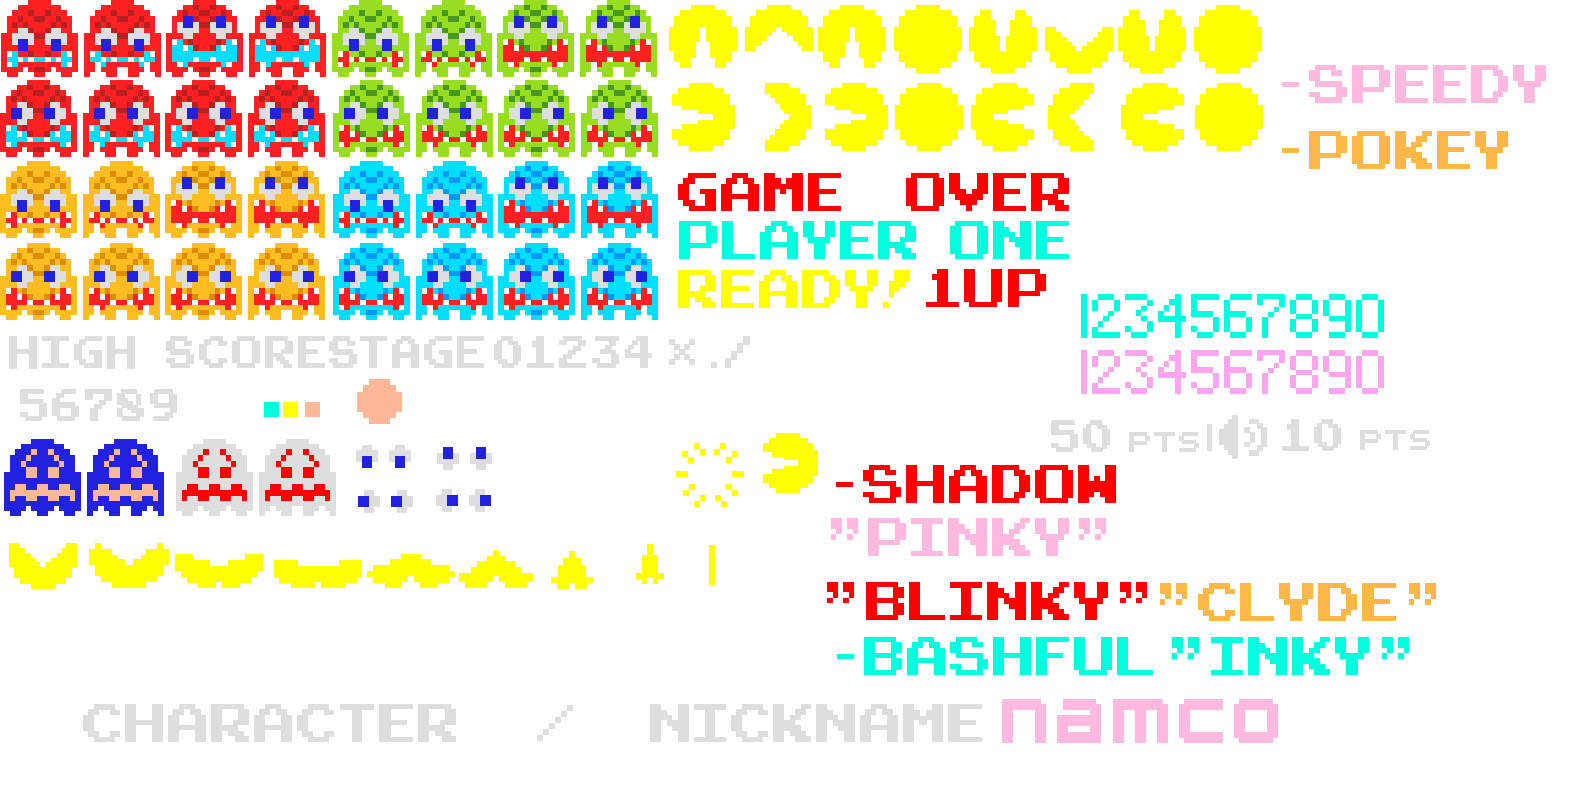 -SPEEDY
-POKEY
GAME OVER
PLAYER ONE
READY! 1UP
1234567890
HIGH SCORESTAGE01234x./
1234567890
56789
50 PTS 10 PTS
-SHADOW
"PINKY"
"BLINKY" "CLYDE"
-BASHFUL "INKY"
CHARACTER / NICKNAME namco